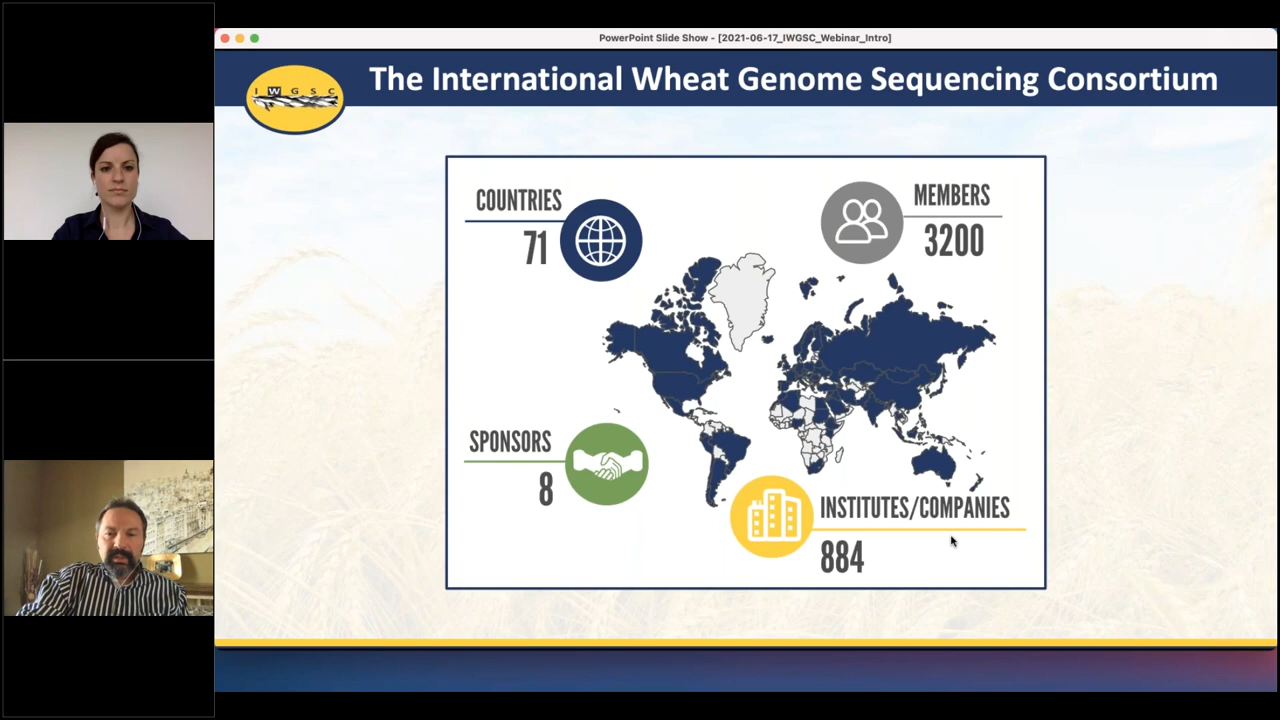 PowerPoint Slide Show - [2021-06-17_IWGSC_Webinar_Intro]
I W G S C
The International Wheat Genome Sequencing Consortium
COUNTRIES
71
MEMBERS
3200
SPONSORS
8
INSTITUTES/COMPANIES
884